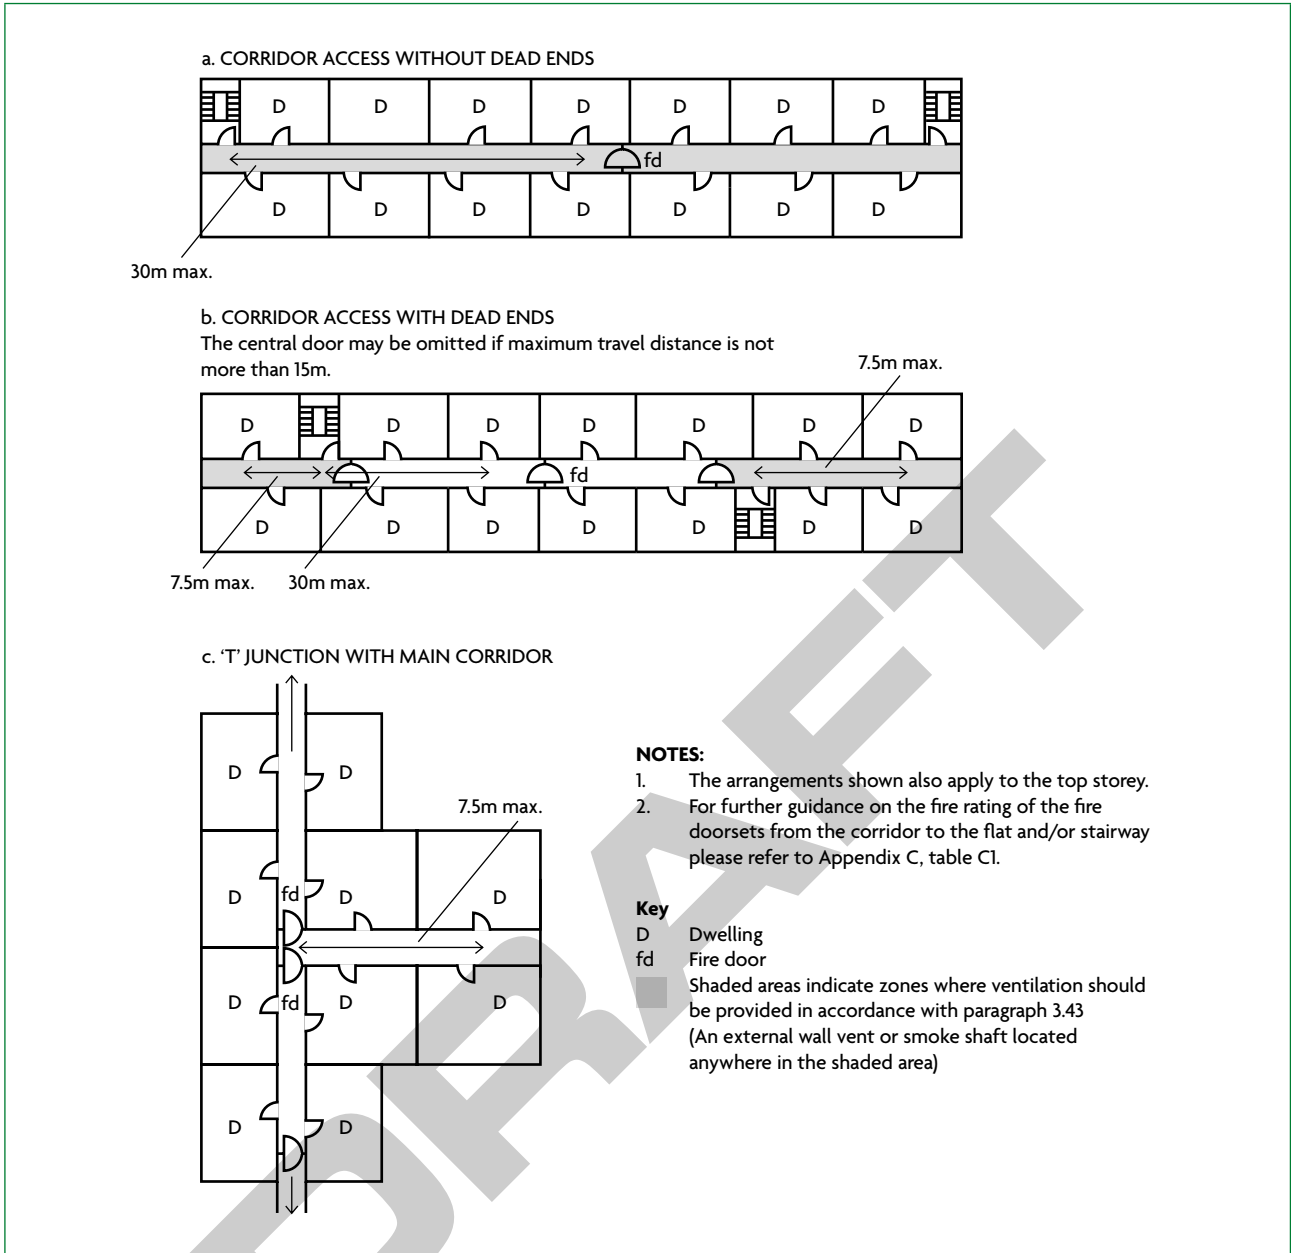 a. CORRIDOR ACCESS WITHOUT DEAD ENDS
D D D D D D D
fd
D D D D D D D
30m max.
b. CORRIDOR ACCESS WITH DEAD ENDS
The central door may be omitted if maximum travel distance is not
more than 15m.
7.5m max.
D D D D D D D
fd
D D D D D D D
7.5m max. 30m max.
c. ‘T’ JUNCTION WITH MAIN CORRIDOR
D D
7.5m max.
D fd D D
D fd D D
D D
NOTES:
1. The arrangements shown also apply to the top storey.
2. For further guidance on the fire rating of the fire
doorsets from the corridor to the flat and/or stairway
please refer to Appendix C, table C1.
Key
D Dwelling
fd Fire door
Shaded areas indicate zones where ventilation should
be provided in accordance with paragraph 3.43
(An external wall vent or smoke shaft located
anywhere in the shaded area)
DRAFT